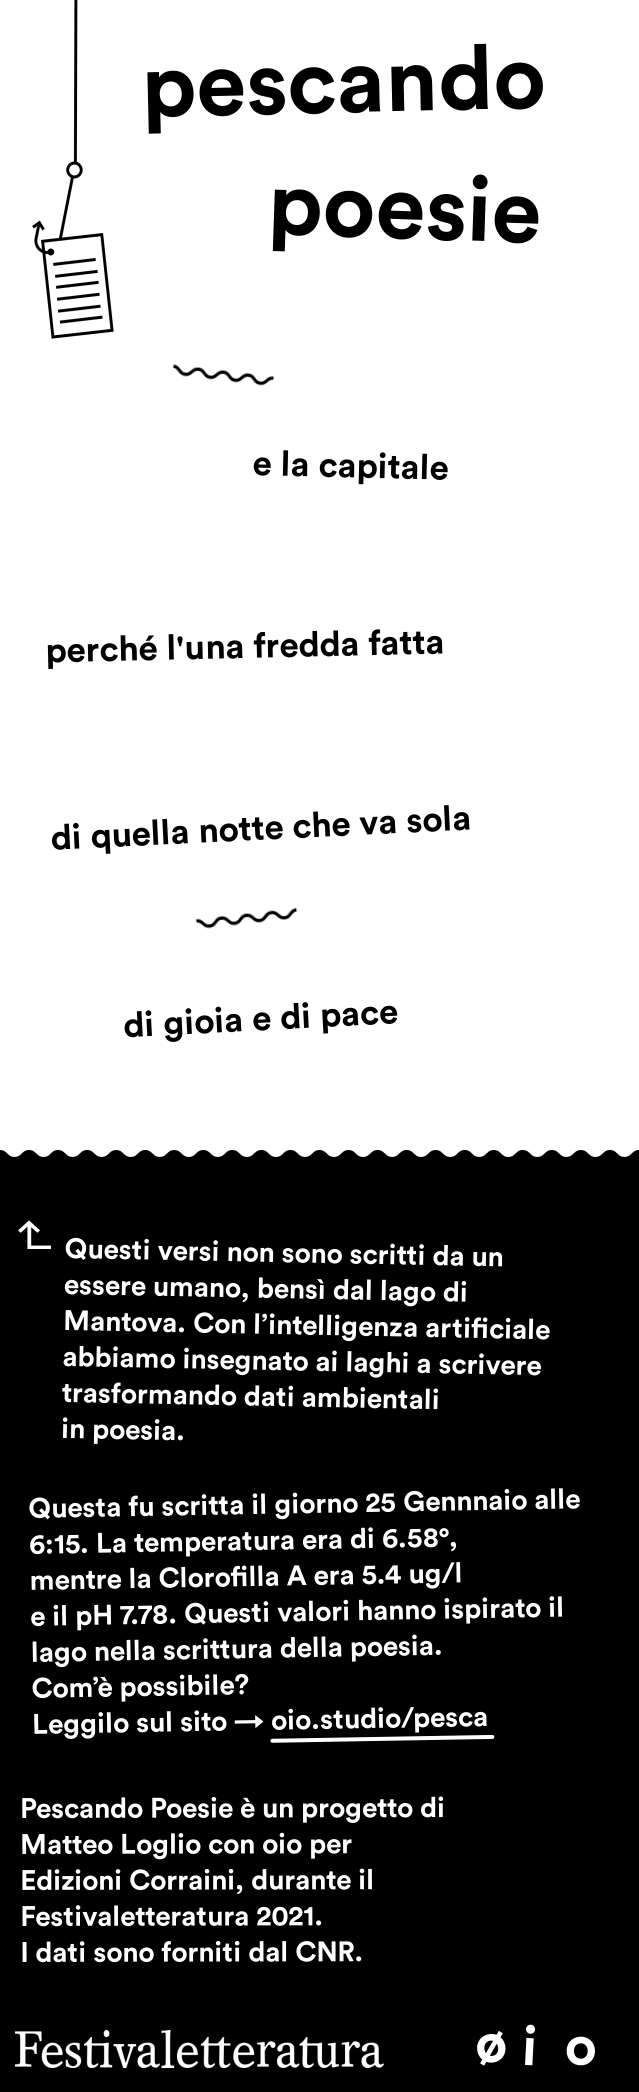 pescando
poesie
e la capitale
perché l'una fredda fatta
di quella notte che va sola
di gioia e di pace
Questi versi non sono scritti da un
essere umano, bensì dal lago di
Mantova. Con l’intelligenza artificiale
abbiamo insegnato ai laghi a scrivere
trasformando dati ambientali
in poesia.
Questa fu scritta il giorno 25 Gennnaio alle
6:15. La temperatura era di 6.58°,
mentre la Clorofilla A era 5.4 ug/l
e il pH 7.78. Questi valori hanno ispirato il
lago nella scrittura della poesia.
Com’è possibile?
Leggilo sul sito → oio.studio/pesca
Pescando Poesie è un progetto di
Matteo Loglio con oio per
Edizioni Corraini, durante il
Festivaletteratura 2021.
I dati sono forniti dal CNR.
Festivaletteratura
ø i o